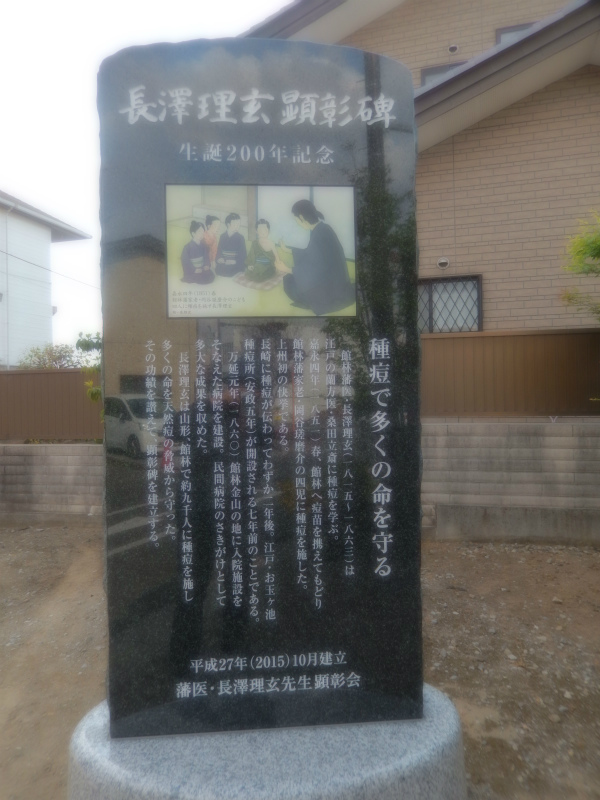 長澤理玄顕彰碑
生誕200年記念
種痘で多くの命を守る
館林藩医・長澤理玄(一八一五〜一八六三)は
江戸の蘭方医・桑田立斎に種痘を学ぶ。
嘉永四年(一八五一)春、館林へ痘苗を携えてもどり
館林藩家老・岡谷瑳磨介の四児に種痘を施した。
上州初の快挙である。
長崎に種痘が伝わってわずか二年後。江戸・お玉ヶ池
種痘所(安政五年)が開設される七年前のことである。
万延元年(一八六〇)館林金山の地に入院施設を
そなえた病院を建設。民間病院のさきがけとして
多大な成果を収めた。
長澤理玄は山形、館林で約九千人に種痘を施し
多くの命を天然痘の脅威から守った。
その功績を讃えて、顕彰碑を建立する。
平成27年(2015)10月建立
藩医・長澤理玄先生顕彰会